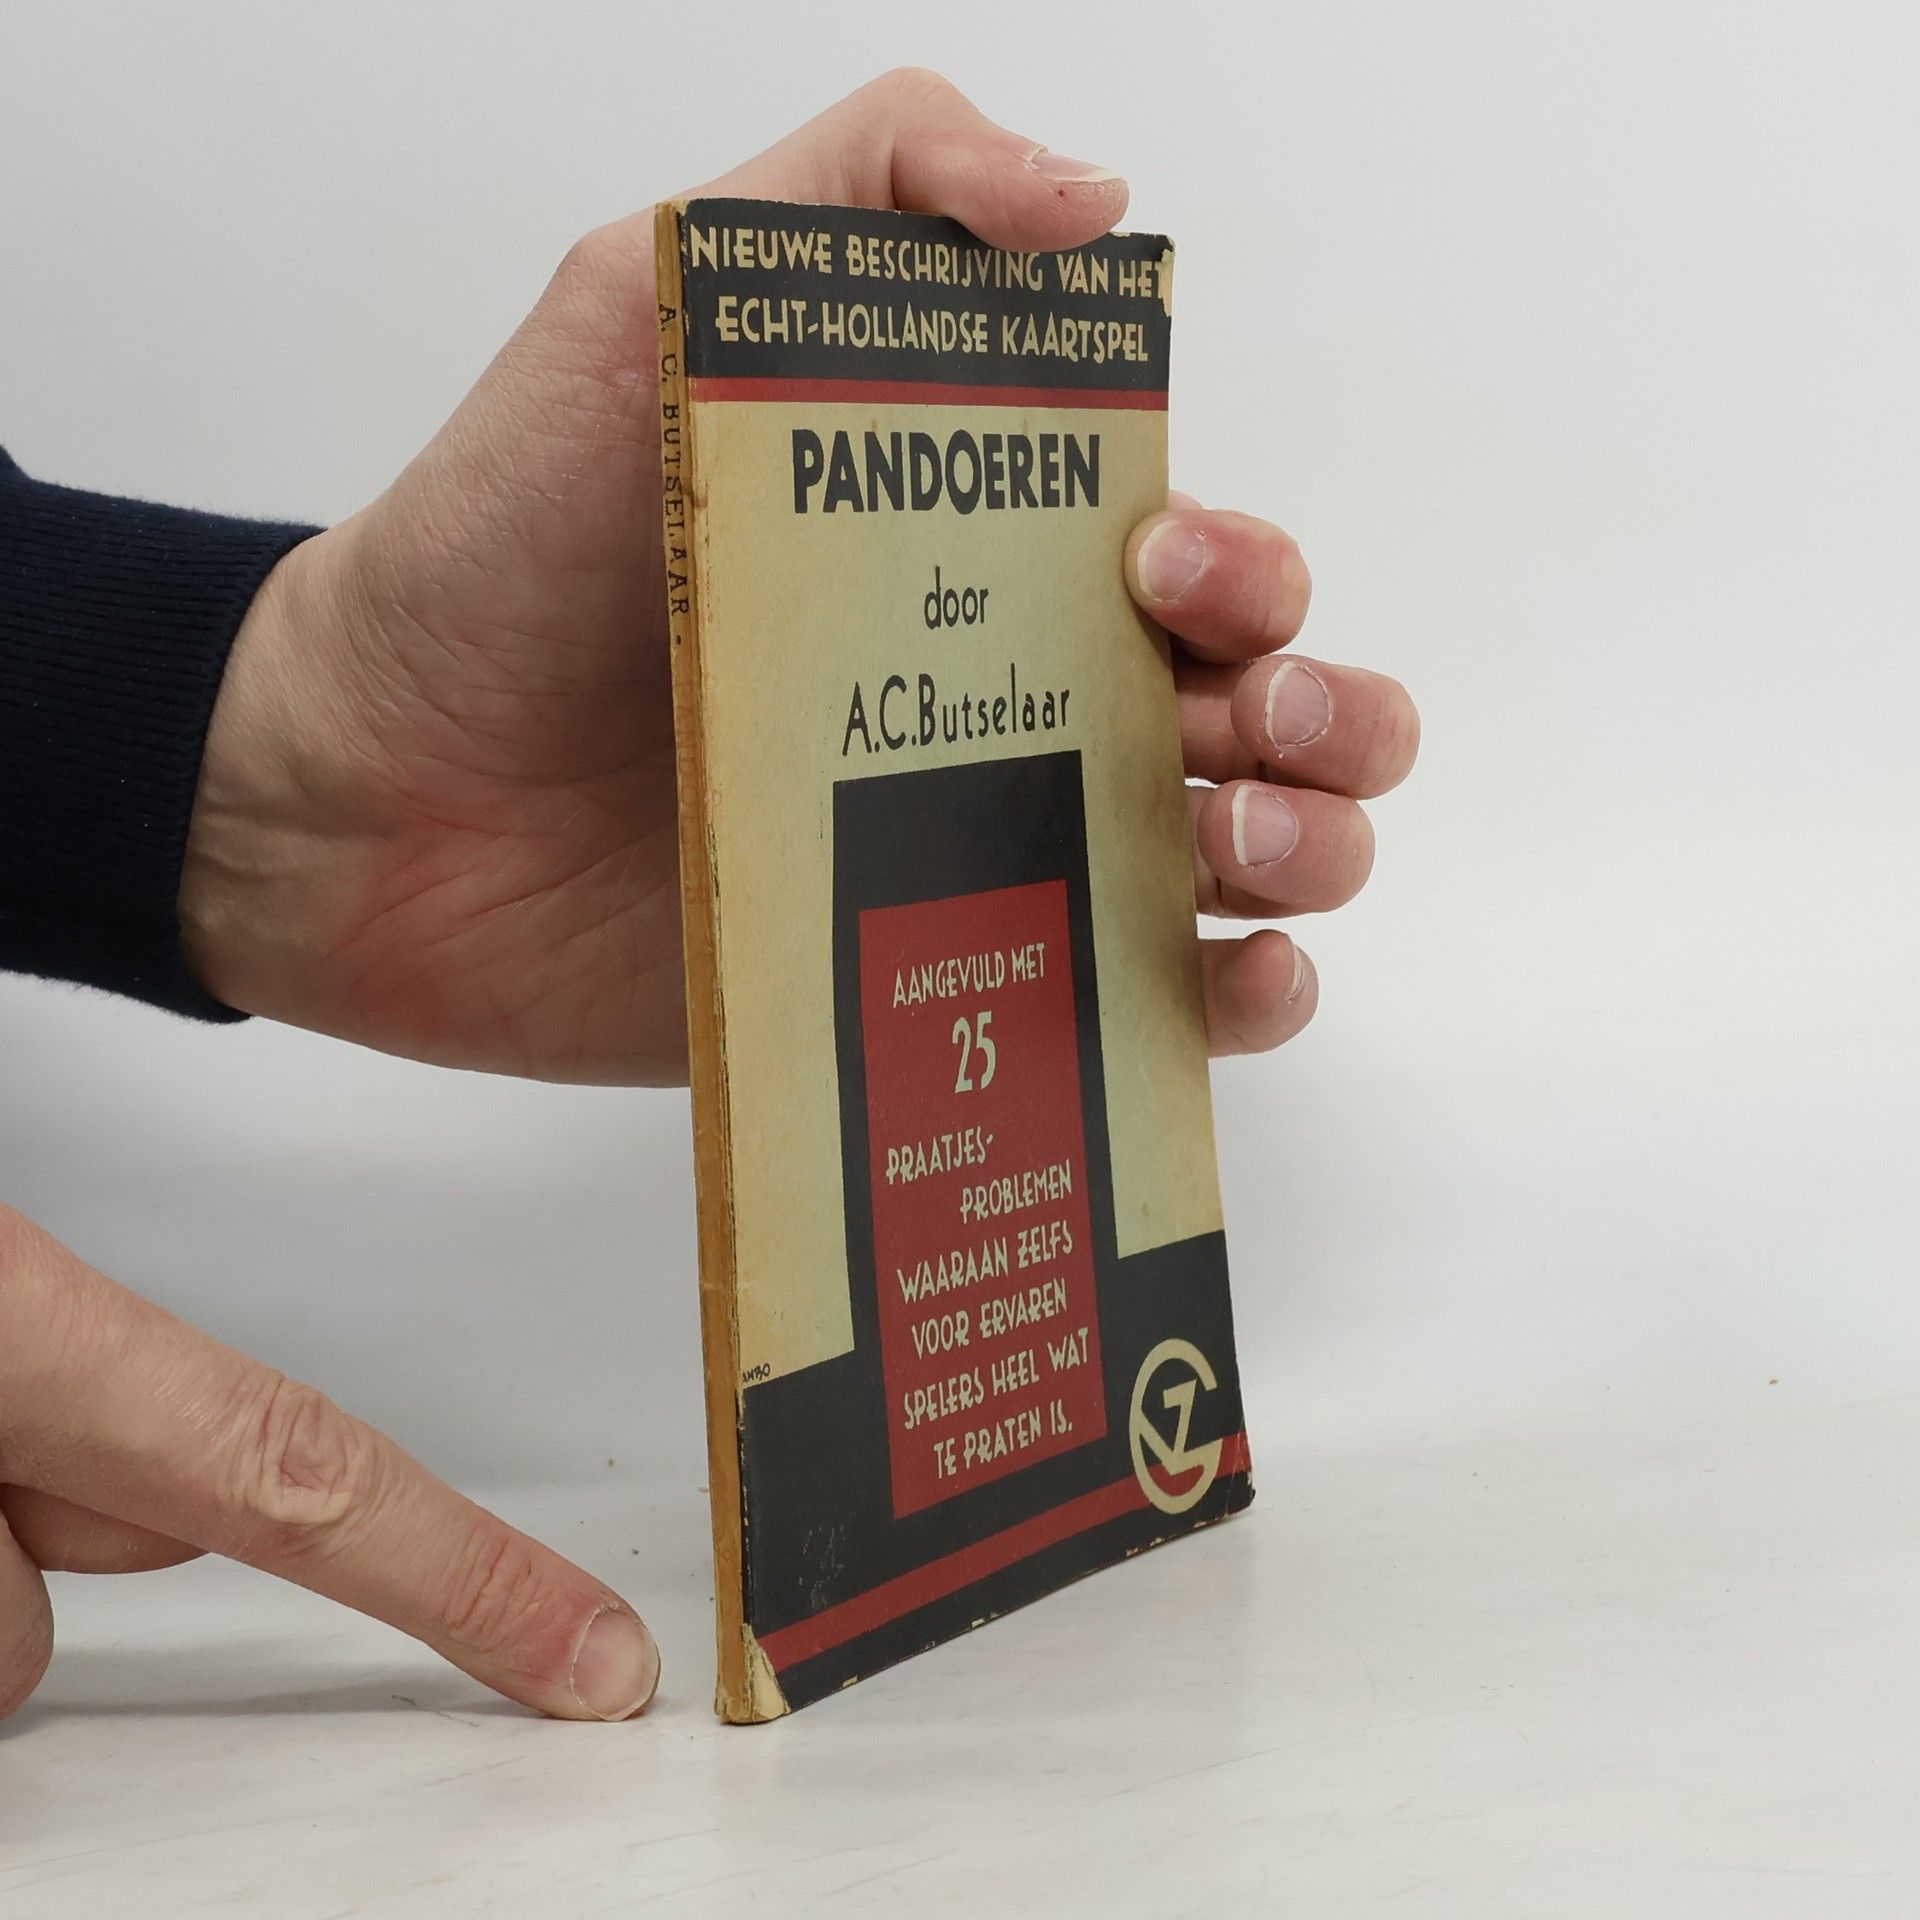 NIEUWE BESCHRIJVING VAN HET
ECHT-HOLLANDSE KAARTSPEL
PANDOEREN
door
A.C.Butselaar
AANGEVULD MET
25
PRAATJES-
PROBLEMEN
WAARAAN ZELFS
VOOR ERVAREN
SPELERS HEEL WAT
TE PRATEN IS.
A. C. BUTSELAAR -